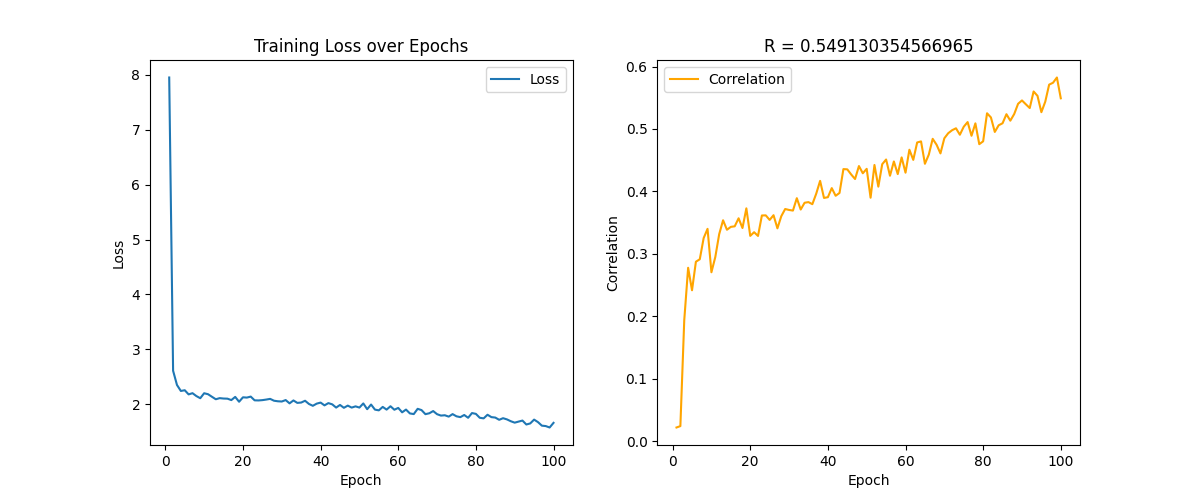 Training Loss over Epochs
Loss
8
7
6
5
4
3
2
Loss
0 20 40 60 80 100
Epoch
R = 0.549130354566965
Correlation
0.6
0.5
0.4
0.3
0.2
0.1
0.0
Correlation
0 20 40 60 80 100
Epoch